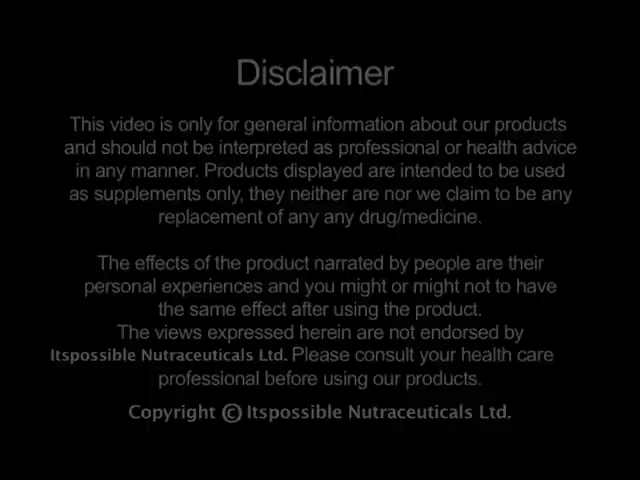 Disclaimer
This video is only for general information about our products
and should not be interpreted as professional or health advice
in any manner. Products displayed are intended to be used
as supplements only, they neither are nor we claim to be any
replacement of any any drug/medicine.
The effects of the product narrated by people are their
personal experiences and you might or might not to have
the same effect after using the product.
The views expressed herein are not endorsed by
Itspossible Nutraceuticals Ltd. Please consult your health care
professional before using our products.
Copyright © Itspossible Nutraceuticals Ltd.